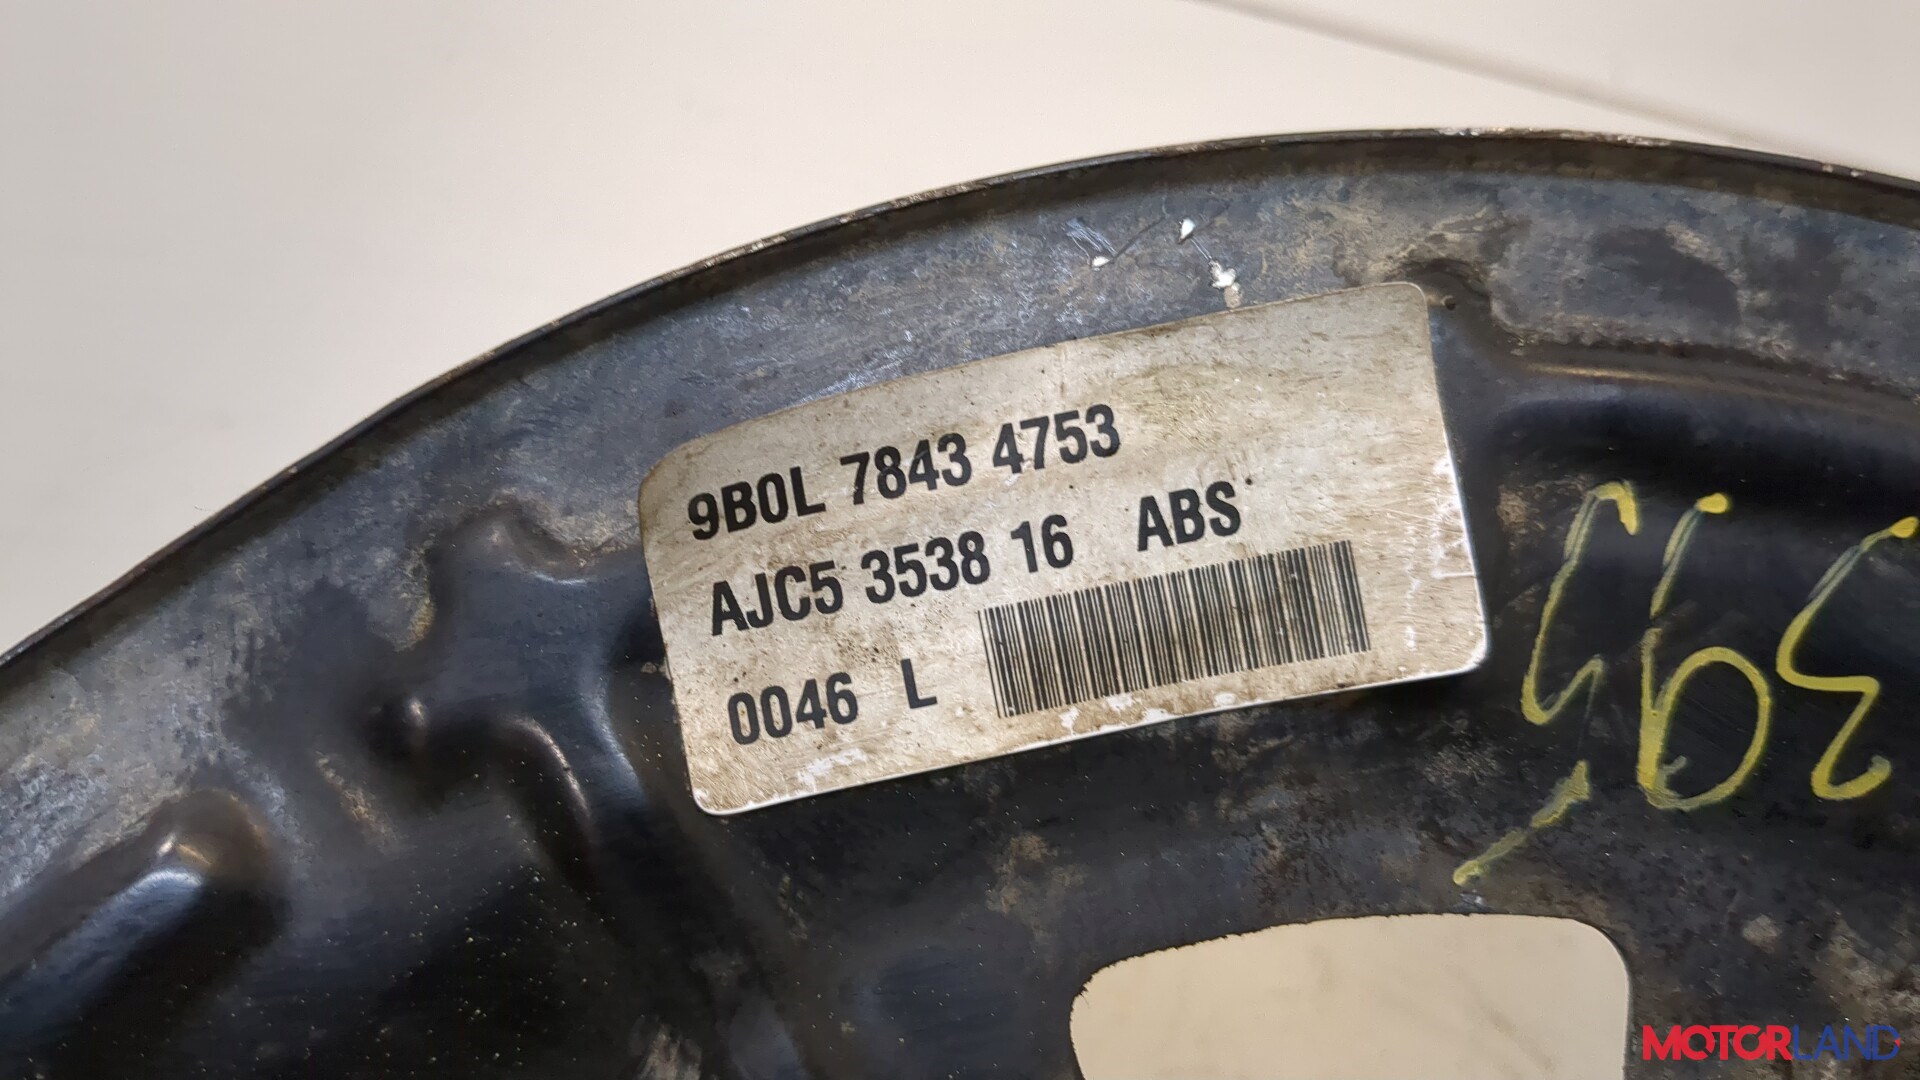 9B0L 7843 4753
AJC5 3538 16 ABS
0046 L
MOTORLAND